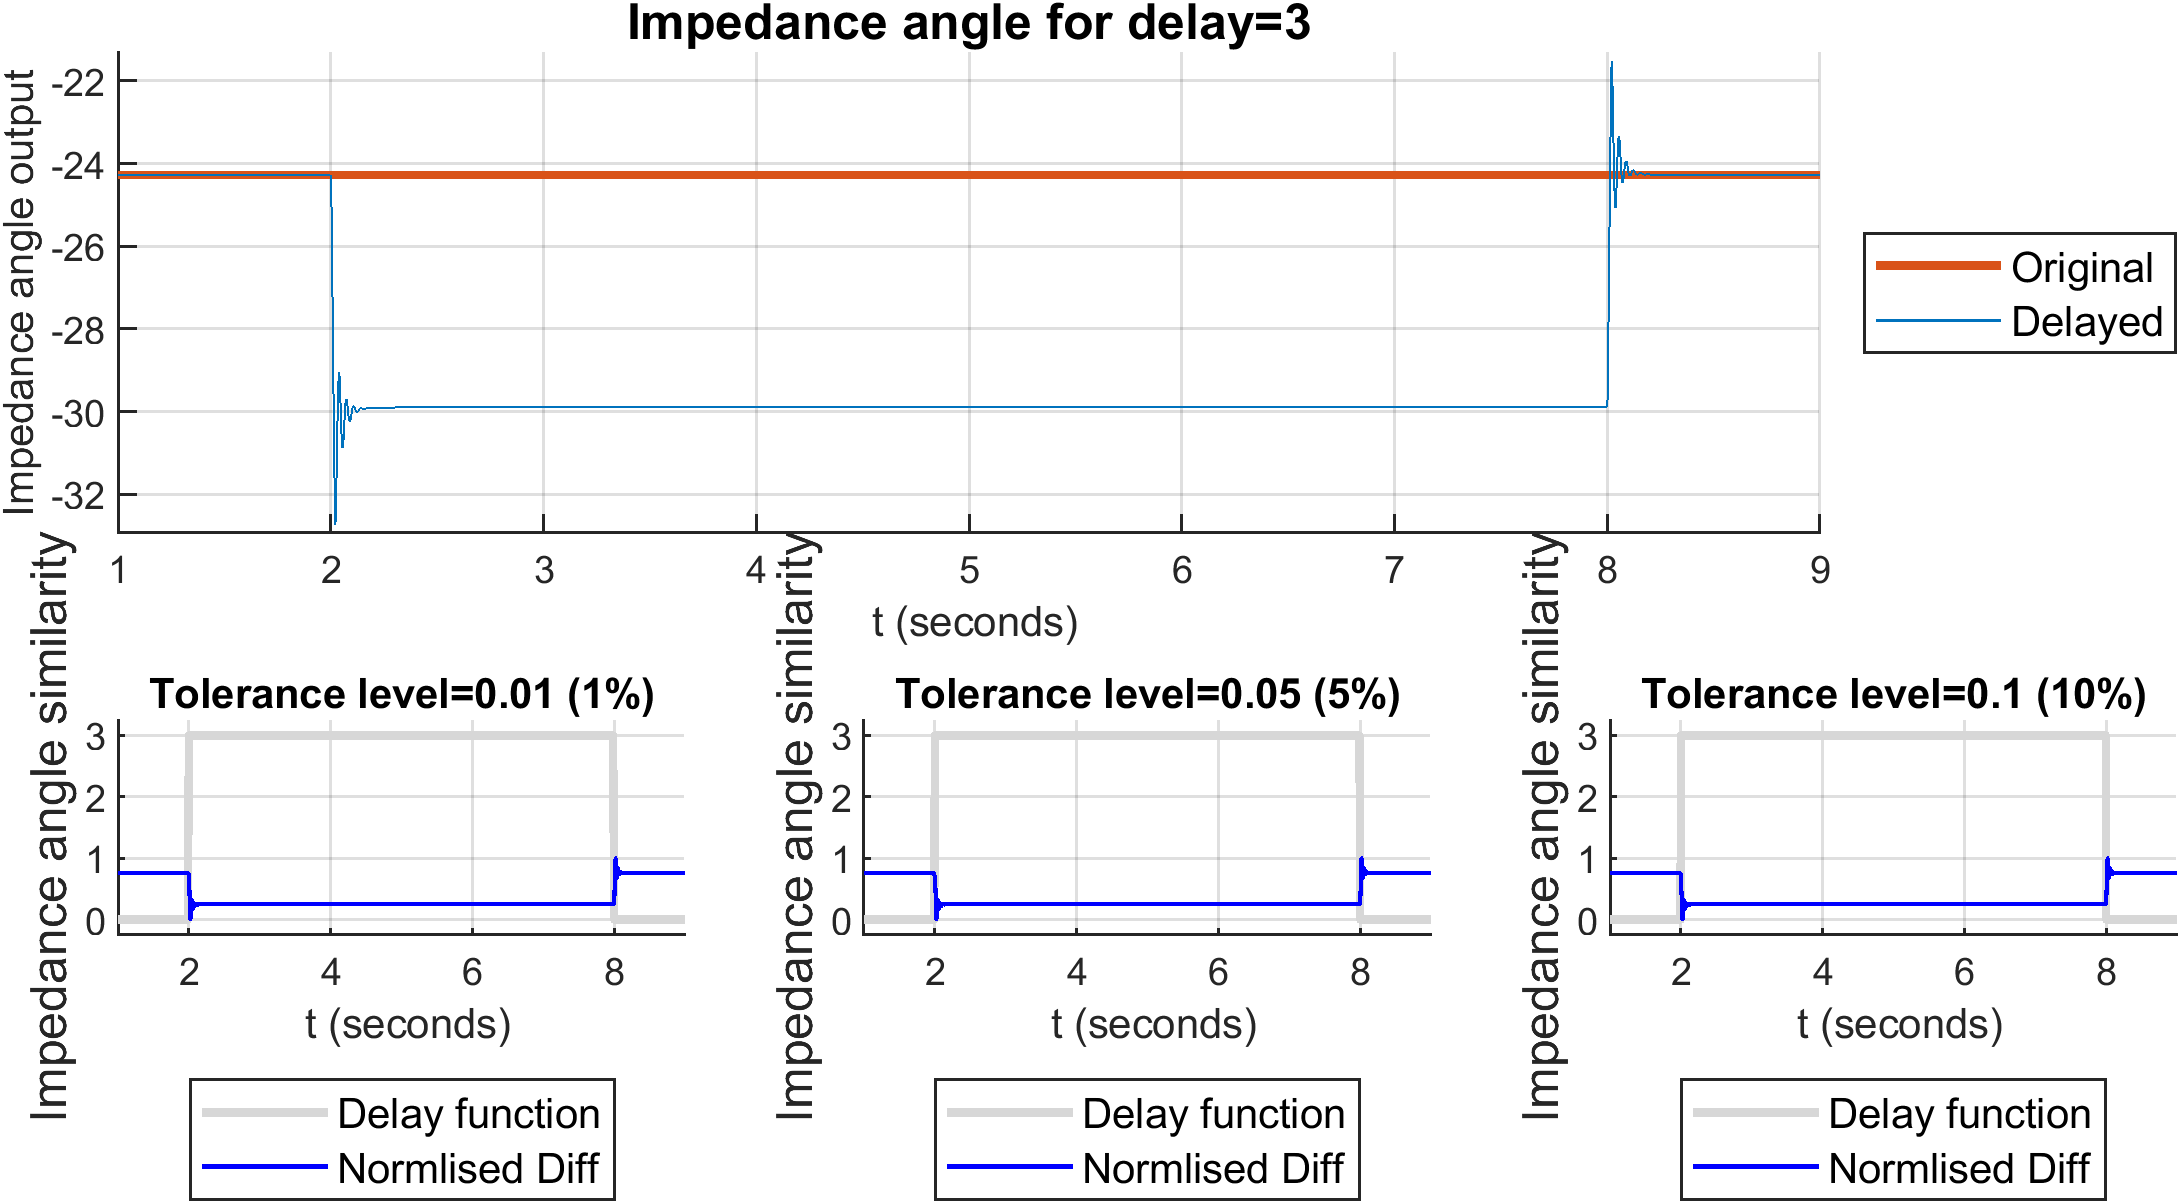 Impedance angle for delay=3
Impedance angle output
-22
-24
-26
-28
-30
-32
1 2 3 4 5 6 7 8 9
t (seconds)
Original
Delayed
Tolerance level=0.01 (1%)
Impedance angle similarity
3
2
1
0
2 4 6 8
t (seconds)
Delay function
Normlised Diff
Tolerance level=0.05 (5%)
Impedance angle similarity
3
2
1
0
2 4 6 8
t (seconds)
Delay function
Normlised Diff
Tolerance level=0.1 (10%)
Impedance angle similarity
3
2
1
0
2 4 6 8
t (seconds)
Delay function
Normlised Diff